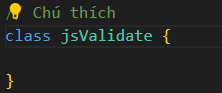 / Chú thích
class jsValidate {
}